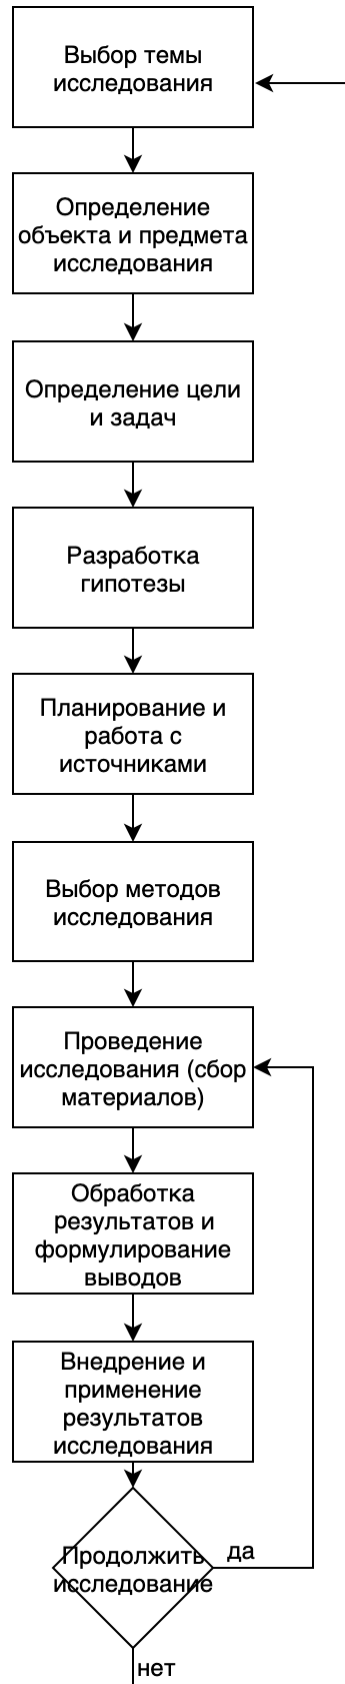 Выбор темы
исследования
Определение
объекта и предмета
исследования
Определение цели
и задач
Разработка
гипотезы
Планирование и
работа с
источниками
Выбор методов
исследования
Проведение
исследования (сбор
материалов)
Обработка
результатов и
формулирование
выводов
Внедрение и
применение
результатов
исследования
Продолжить
исследование
да
нет